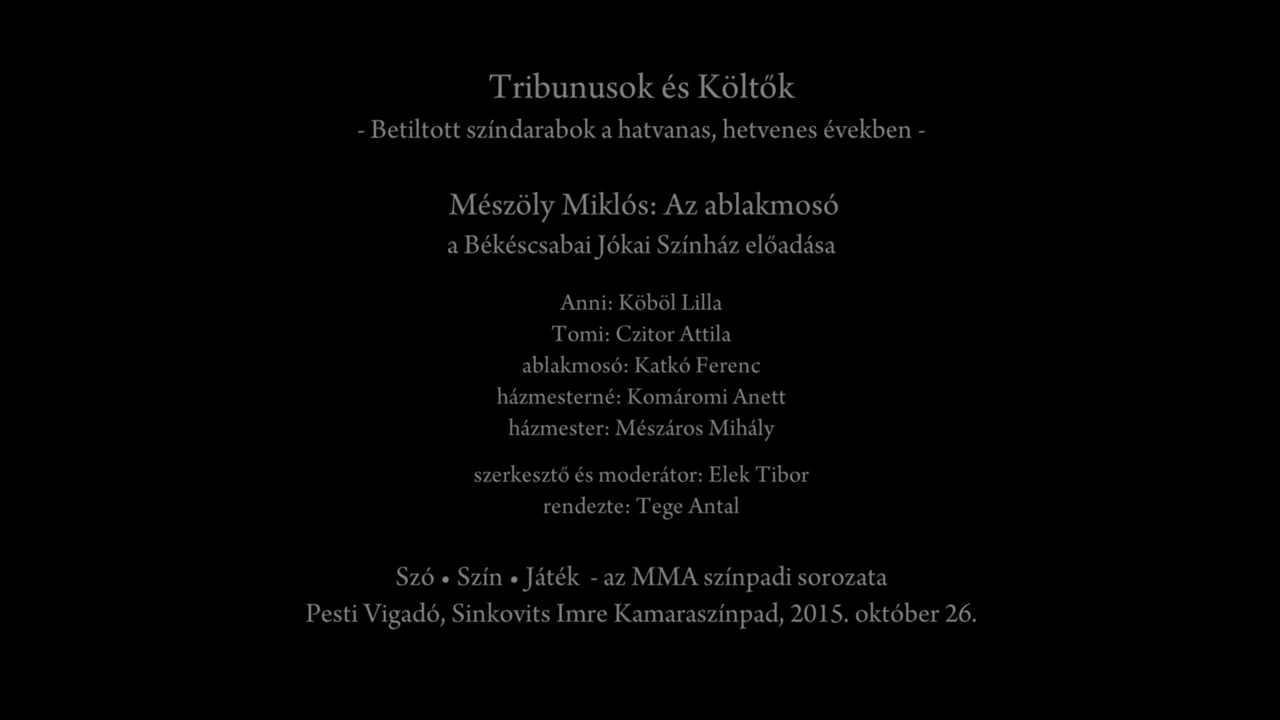 Tribunusok és Költők
- Betiltott színdarabok a hatvanas, hetvenes években -
Mészöly Miklós: Az ablakmosó
a Békéscsabai Jókai Színház előadása
Anni: Köböl Lilla
Tomi: Czitor Attila
ablakmosó: Katkó Ferenc
házmesterné: Komáromi Anett
házmester: Mészáros Mihály
szerkesztő és moderátor: Elek Tibor
rendezte: Tege Antal
Szó • Szín • Játék - az MMA színpadi sorozata
Pesti Vigadó, Sinkovits Imre Kamaraszínpad, 2015. október 26.